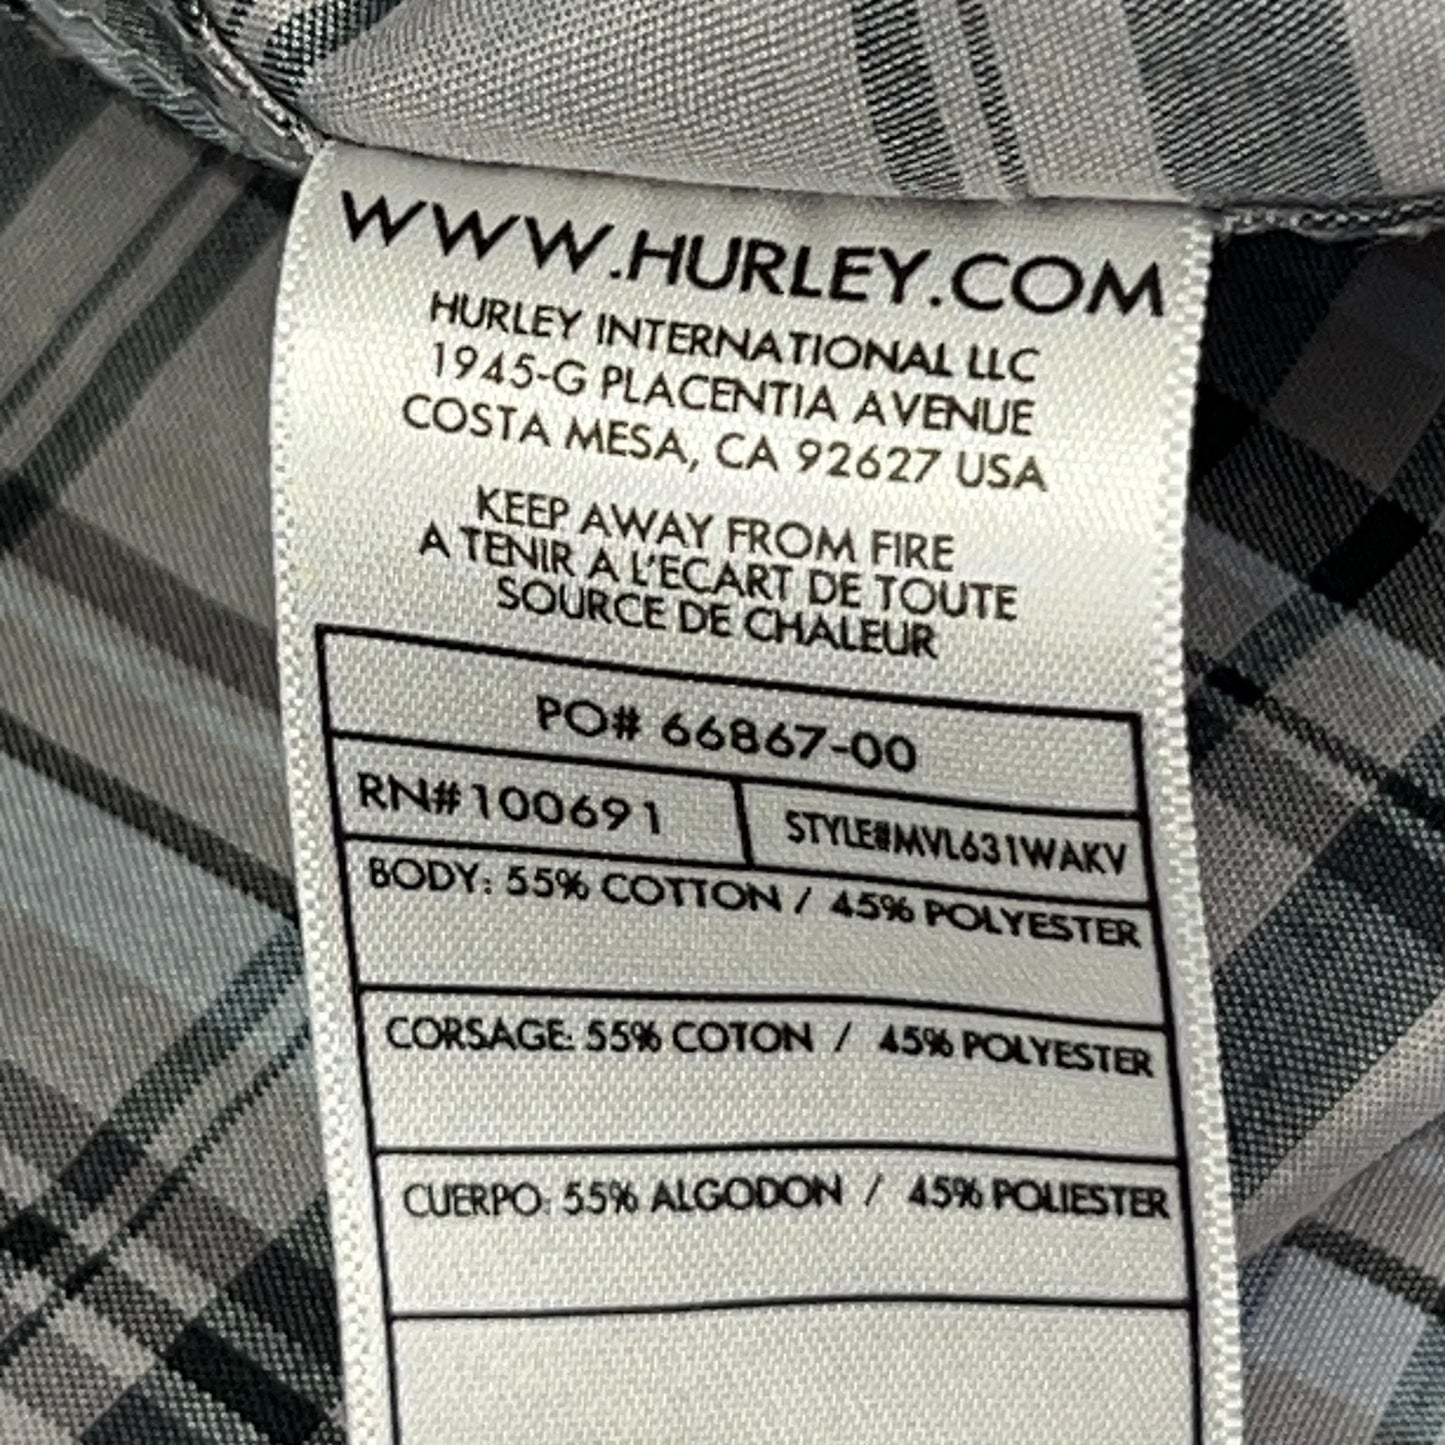 WWW.HURLEY.COM
HURLEY INTERNATIONAL LLC
1945-G PLACENTIA AVENUE
COSTA MESA, CA 92627 USA
KEEP AWAY FROM FIRE
A TENIR A L'ECART DE TOUTE
SOURCE DE CHALEUR
PO# 66867-00
RN#100691 STYLE#MVL631WAKV
BODY: 55% COTTON / 45% POLYESTER
CORSAGE: 55% COTON / 45% POLYESTER
CUERPO: 55% ALGODON / 45% POLIESTER